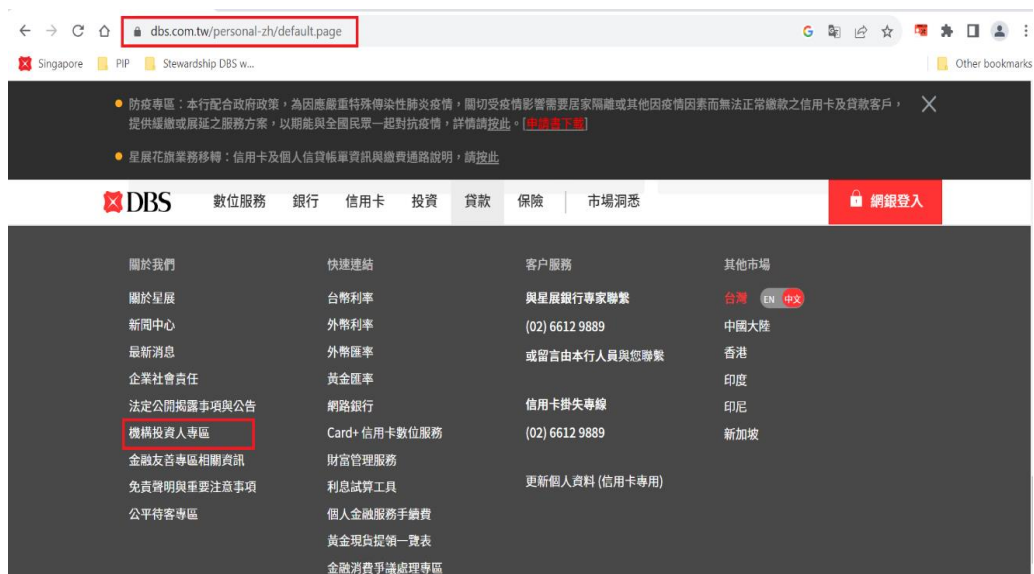 dbs.com.tw/personal-zh/default.page
Singapore PIP Stewardship DBS w... Other bookmarks
防疫專區：本行配合政府政策，為因應嚴重特殊傳染性肺炎疫情，關切受疫情影響需要居家隔離或其他因疫情因素而無法正常繳款之信用卡及貸款客戶，
提供緩繳或展延之服務方案，以期能與全國民眾一起對抗疫情，詳情請按此。[申請書下載]
星展花旗業務移轉：信用卡及個人信貸帳單資訊與繳費通路說明，請按此
DBS 數位服務 銀行 信用卡 投資 貸款 保險 市場洞悉 網銀登入
關於我們
關於星展
新聞中心
最新消息
企業社會責任
法定公開揭露事項與公告
機構投資人專區
金融友善專區相關資訊
免責聲明與重要注意事項
公平待客專區
快速連結
台幣利率
外幣利率
外幣匯率
黃金匯率
網路銀行
Card+ 信用卡數位服務
財富管理服務
利息試算工具
個人金融服務手續費
黃金現貨提領一覽表
金融消費爭議處理專區
客戶服務
與星展銀行專家聯繫
(02) 6612 9889
或留言由本行人員與您聯繫
信用卡掛失專線
(02) 6612 9889
更新個人資料 (信用卡專用)
其他市場
台灣 EN 中文
中國大陸
香港
印度
印尼
新加坡